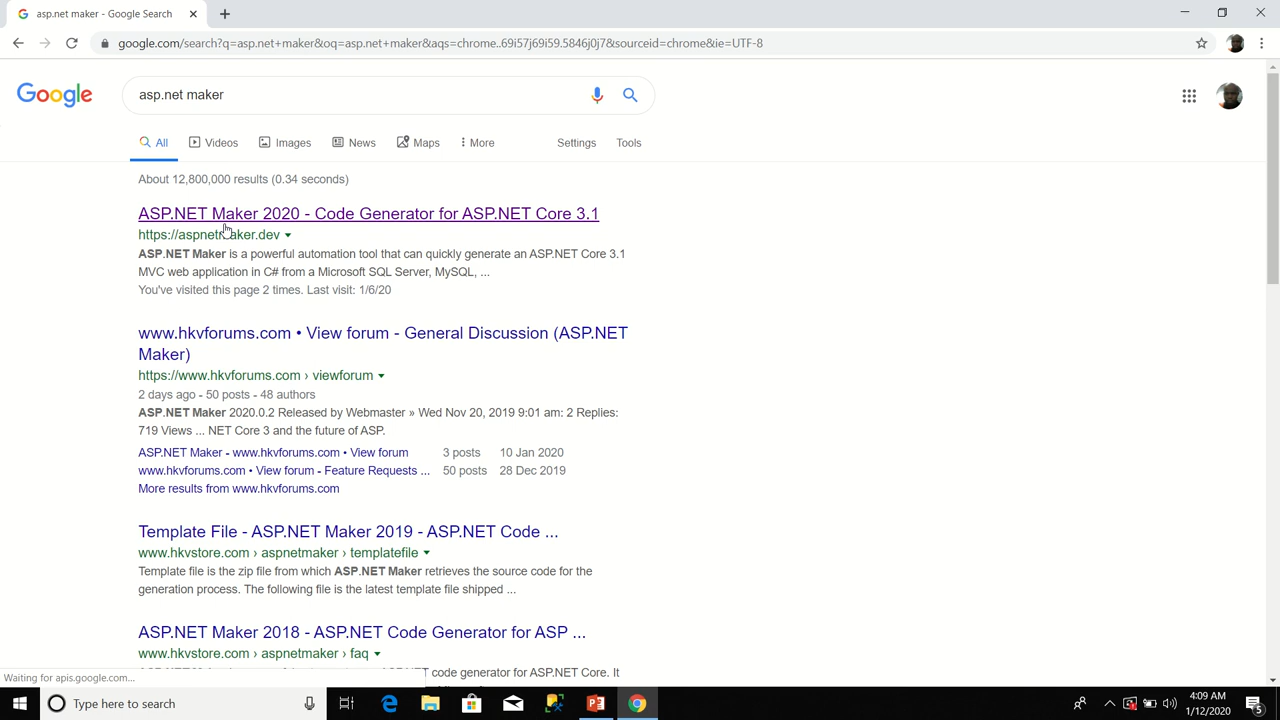 asp.net maker - Google Search
google.com/search?q=asp.net+maker&oq=asp.net+maker&aqs=chrome..69i57j69i59.5846j0j7&sourceid=chrome&ie=UTF-8
Google
asp.net maker
All Videos Images News Maps More Settings Tools
About 12,800,000 results (0.34 seconds)
ASP.NET Maker 2020 - Code Generator for ASP.NET Core 3.1
https://aspnetmaker.dev
ASP.NET Maker is a powerful automation tool that can quickly generate an ASP.NET Core 3.1
MVC web application in C# from a Microsoft SQL Server, MySQL, ...
You've visited this page 2 times. Last visit: 1/6/20
www.hkvforums.com • View forum - General Discussion (ASP.NET
Maker)
https://www.hkvforums.com › viewforum
2 days ago - 50 posts - 48 authors
ASP.NET Maker 2020.0.2 Released by Webmaster » Wed Nov 20, 2019 9:01 am: 2 Replies:
719 Views ... NET Core 3 and the future of ASP.
ASP.NET Maker - www.hkvforums.com • View forum 3 posts 10 Jan 2020
www.hkvforums.com • View forum - Feature Requests ... 50 posts 28 Dec 2019
More results from www.hkvforums.com
Template File - ASP.NET Maker 2019 - ASP.NET Code ...
www.hkvstore.com › aspnetmaker › templatefile
Template file is the zip file from which ASP.NET Maker retrieves the source code for the
generation process. The following file is the latest template file shipped ...
ASP.NET Maker 2018 - ASP.NET Code Generator for ASP ...
www.hkvstore.com › aspnetmaker › faq
code generator for ASP.NET Core. It
Waiting for apis.google.com...
Type here to search
4:09 AM
1/12/2020
5